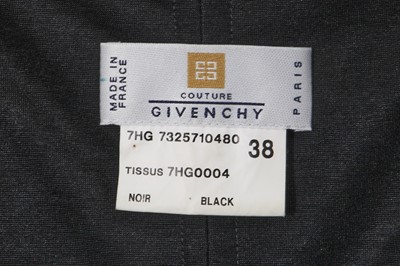 MADE IN
FRANCE
COUTURE
GIVENCHY
PARIS
7HG 7325710480 38
TISSUS 7HG0004
NOIR BLACK